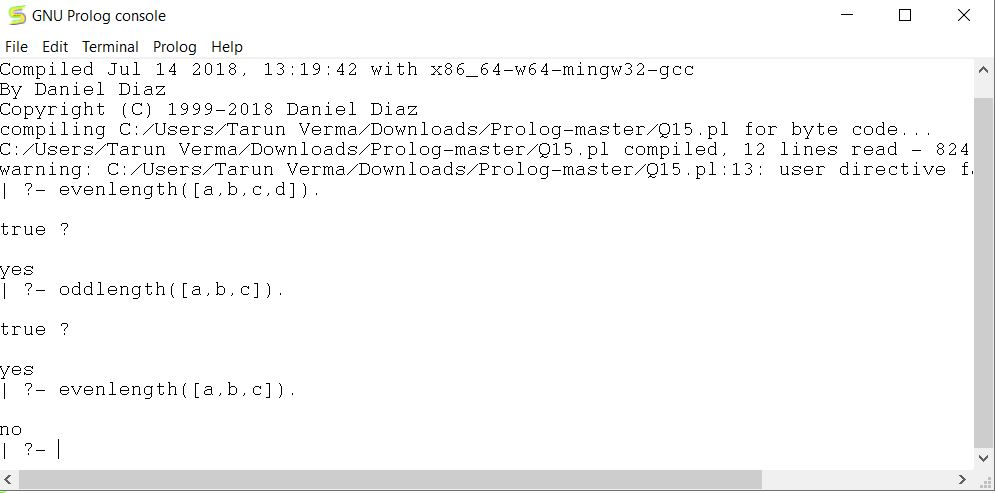 GNU Prolog console
File Edit Terminal Prolog Help
Compiled Jul 14 2018, 13:19:42 with x86_64-w64-mingw32-gcc
By Daniel Diaz
Copyright (C) 1999-2018 Daniel Diaz
compiling C:/Users/Tarun Verma/Downloads/Prolog-master/Q15.pl for byte code...
C:/Users/Tarun Verma/Downloads/Prolog-master/Q15.pl compiled, 12 lines read - 824
warning: C:/Users/Tarun Verma/Downloads/Prolog-master/Q15.pl:13: user directive
| ?- evenlength([a,b,c,d]).
true ?
yes
| ?- oddlength([a,b,c]).
true ?
yes
| ?- evenlength([a,b,c]).
no
| ?-